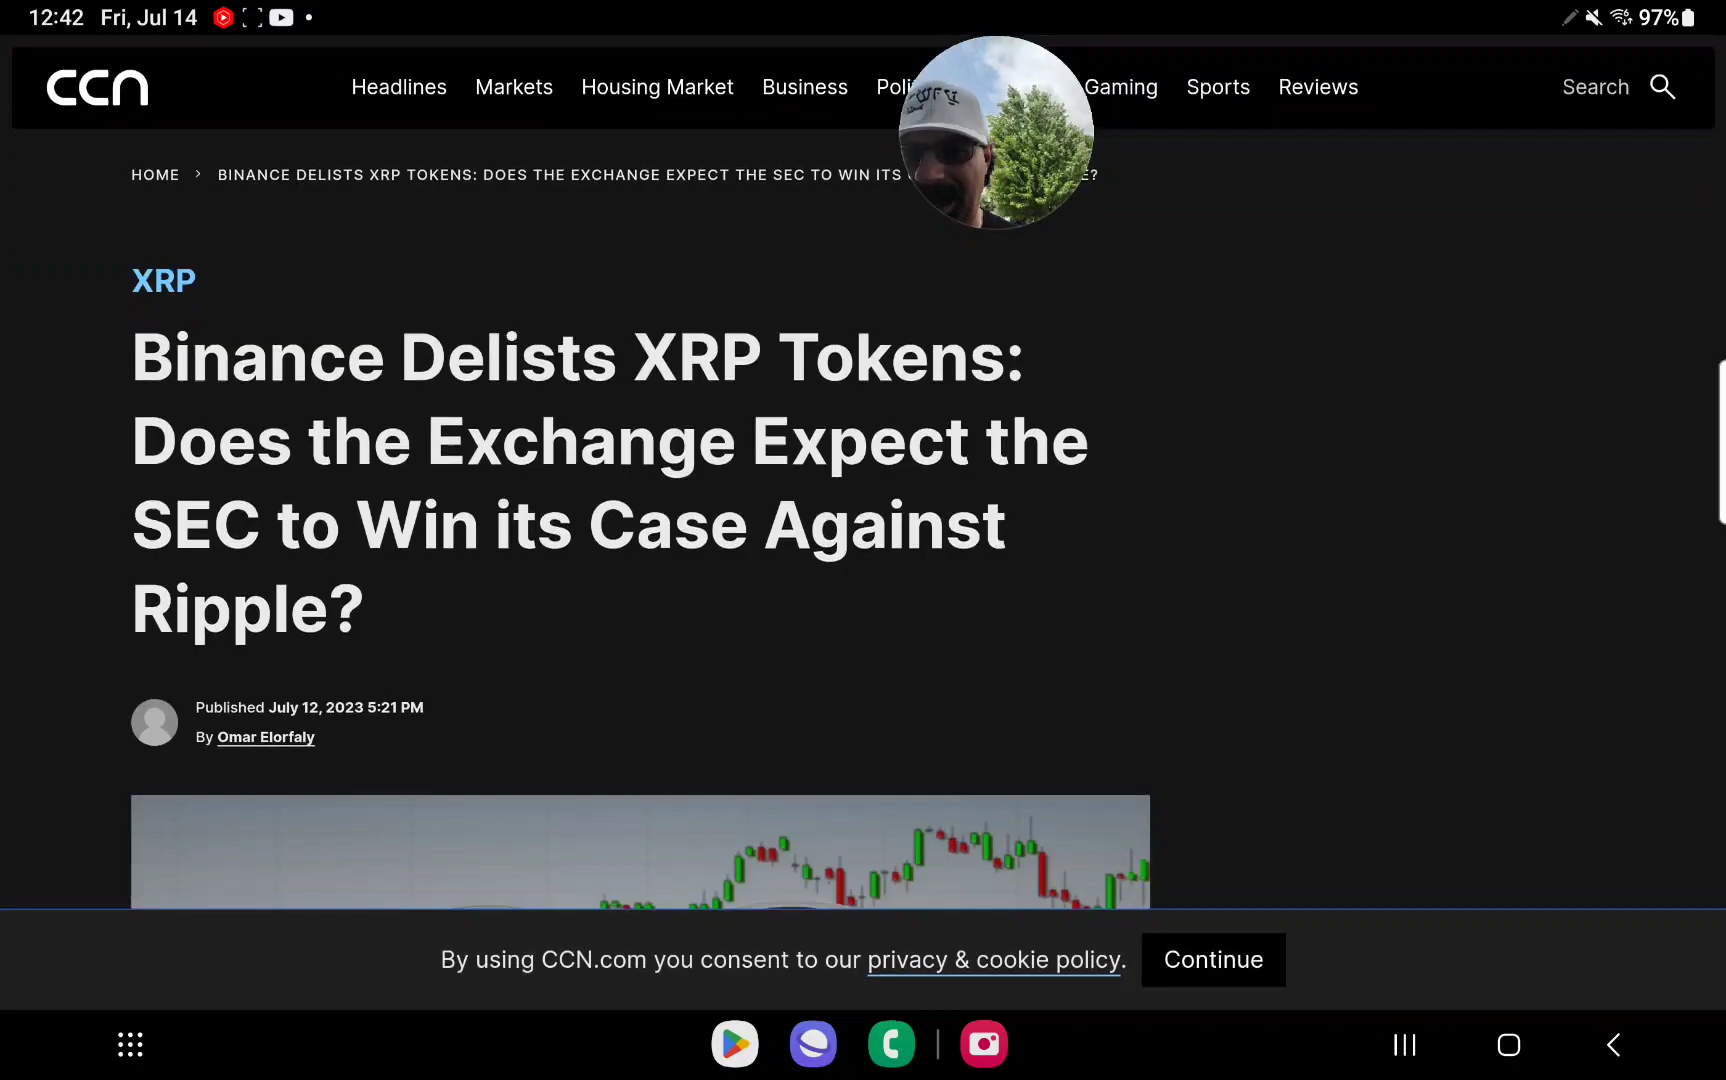 12:42 Fri, Jul 14
97%
CCN
Headlines Markets Housing Market Business Gaming Sports Reviews
Search
HOME > BINANCE DELISTS XRP TOKENS: DOES THE EXCHANGE EXPECT THE SEC TO WIN ITS
XRP
Binance Delists XRP Tokens:
Does the Exchange Expect the
SEC to Win its Case Against
Ripple?
Published July 12, 2023 5:21 PM
By Omar Elorfaly
By using CCN.com you consent to our privacy & cookie policy.
Continue